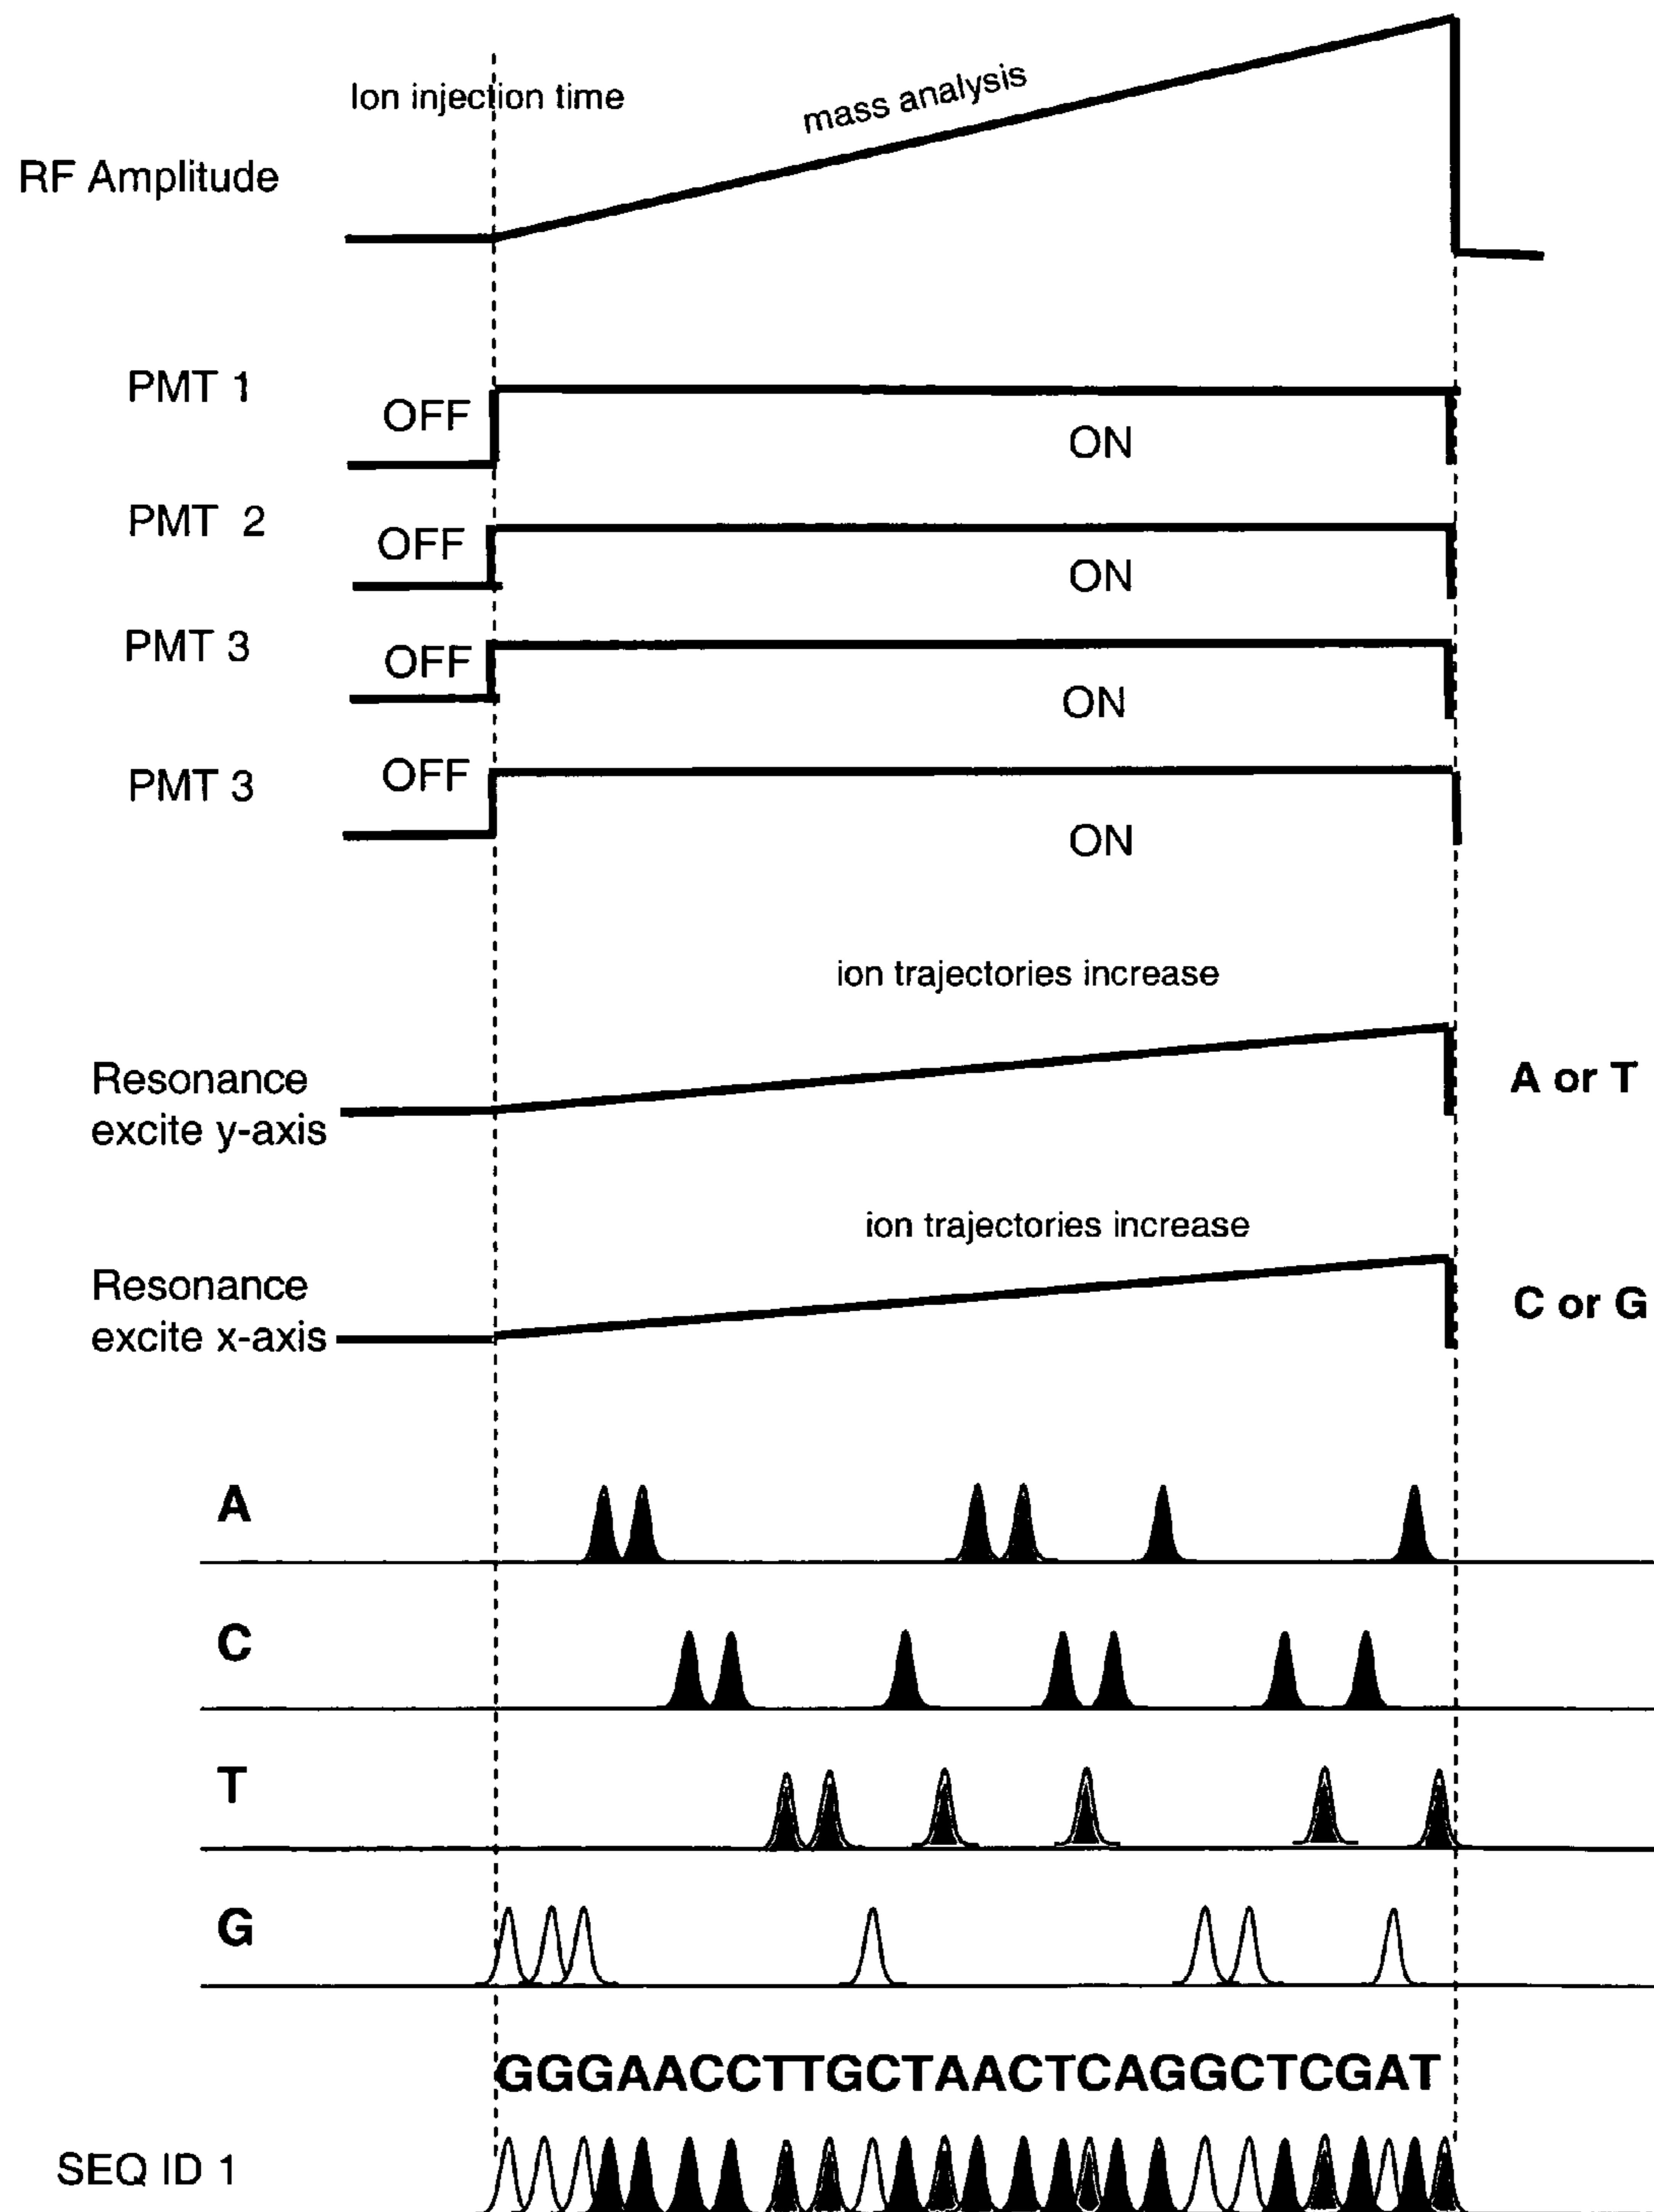 Ion injection time
mass analysis
RF Amplitude
PMT 1
OFF
ON
PMT 2
OFF
ON
PMT 3
OFF
ON
PMT 3
OFF
ON
ion trajectories increase
Resonance
excite y-axis
A or T
ion trajectories increase
Resonance
excite x-axis
C or G
A
C
T
G
GGGAACCTTGCTAACTCAGGCTCGAT
SEQ ID 1